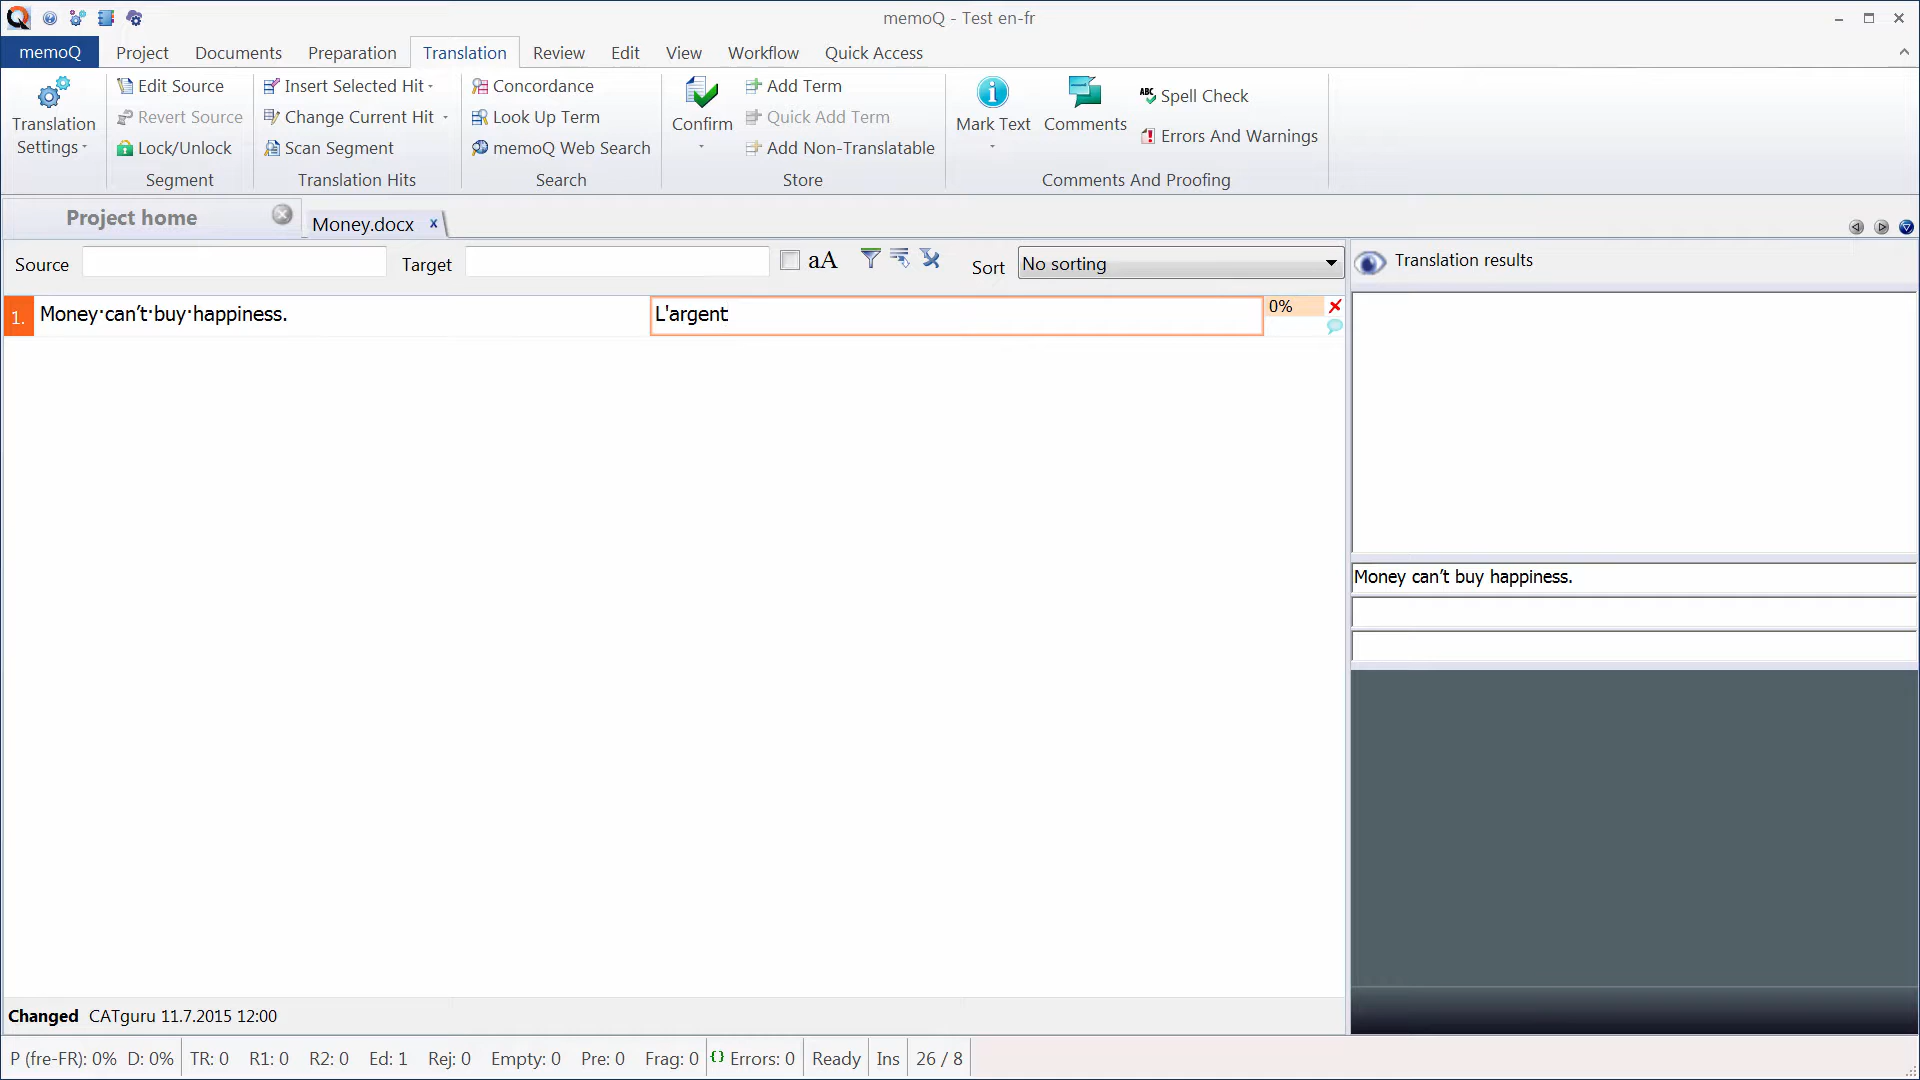 memoQ - Test en-fr
memoQ Project Documents Preparation Translation Review Edit View Workflow Quick Access
Translation Settings
Edit Source
Revert Source
Lock/Unlock
Segment
Insert Selected Hit
Change Current Hit
Scan Segment
Translation Hits
Concordance
Look Up Term
memoQ Web Search
Search
Confirm
Add Term
Quick Add Term
Add Non-Translatable
Store
Mark Text
Comments
ABC Spell Check
Errors And Warnings
Comments And Proofing
Project home
Money.docx x
Source
Target
aA
Sort No sorting
Translation results
1. Money·can’t·buy·happiness. L'argent 0%
Money can’t buy happiness.
Changed CATguru 11.7.2015 12:00
P (fre-FR): 0% D: 0% TR: 0 R1: 0 R2: 0 Ed: 1 Rej: 0 Empty: 0 Pre: 0 Frag: 0 Errors: 0 Ready Ins 26 / 8